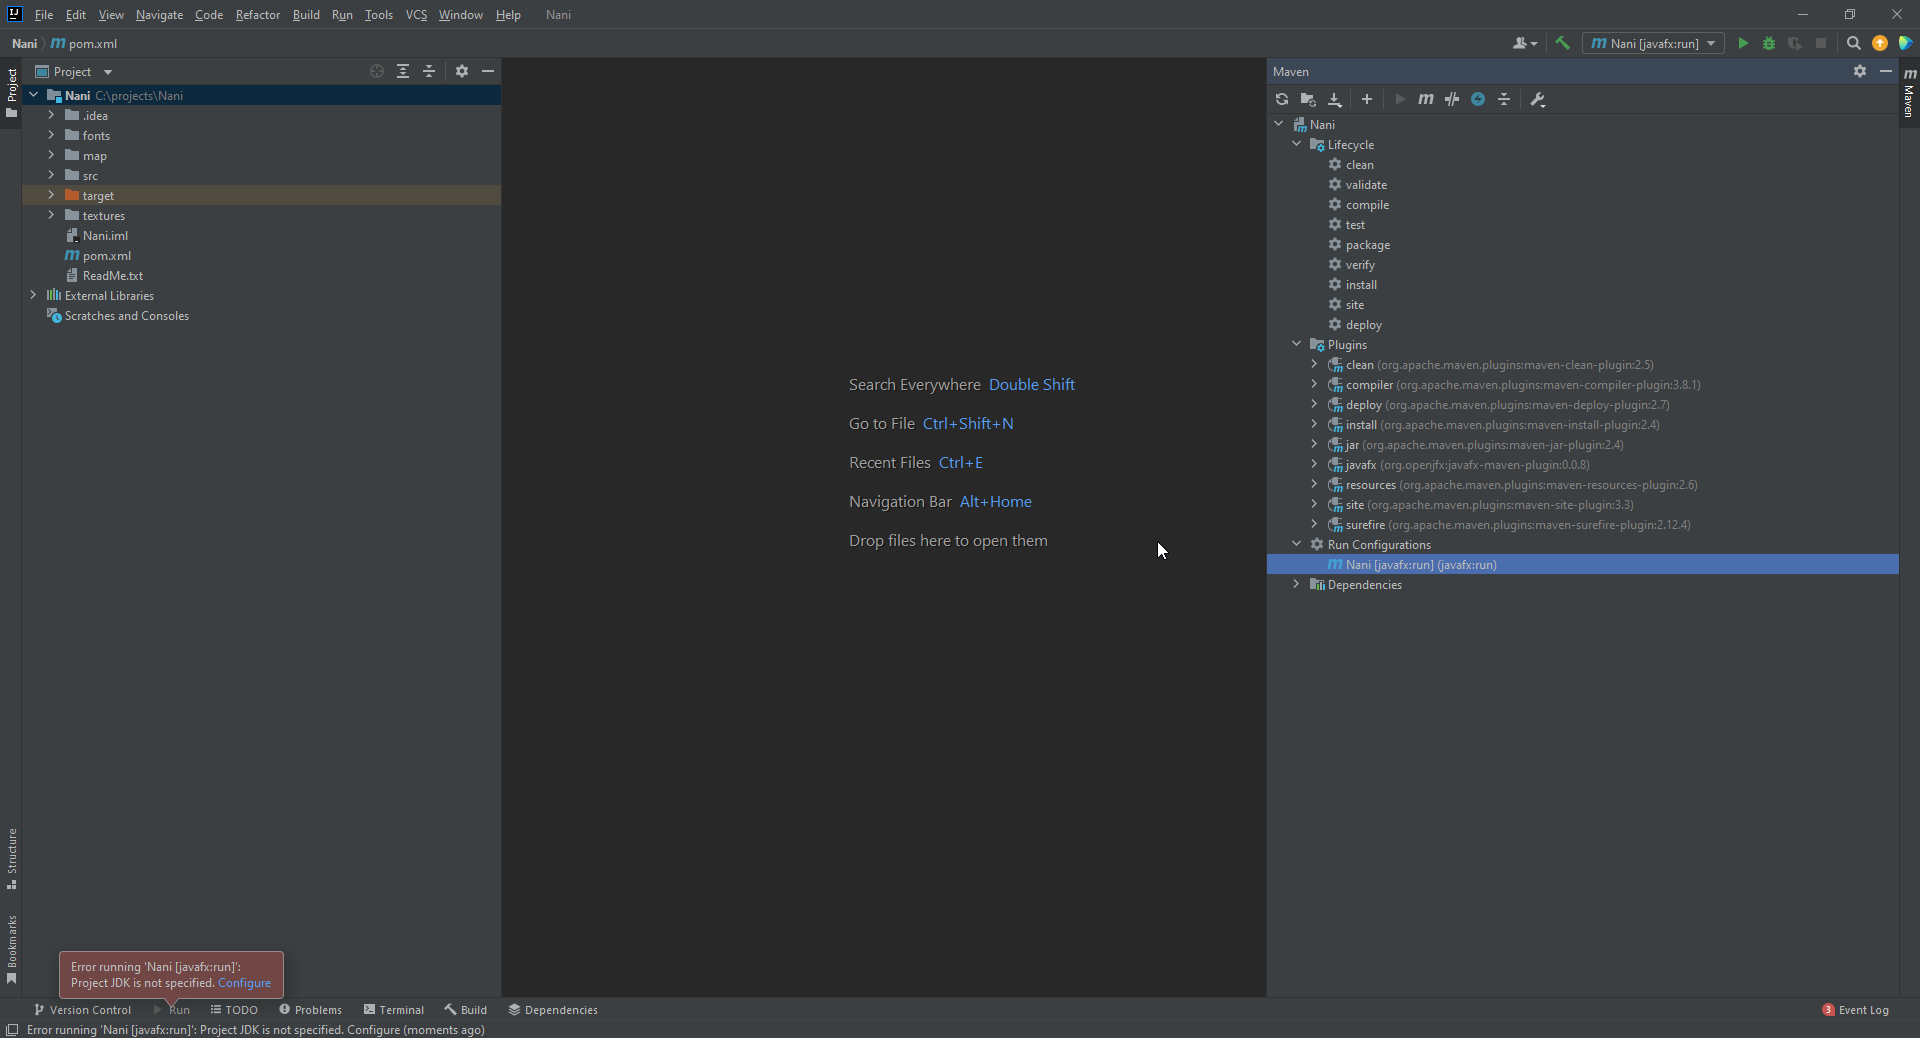 File Edit View Navigate Code Refactor Build Run Tools VCS Window Help Nani
Nani pom.xml
Nani [javafx:run]
Project
Project
Nani C:\projects\Nani
.idea
fonts
map
src
target
textures
Nani.iml
pom.xml
ReadMe.txt
External Libraries
Scratches and Consoles
Structure
Bookmarks
Search Everywhere Double Shift
Go to File Ctrl+Shift+N
Recent Files Ctrl+E
Navigation Bar Alt+Home
Drop files here to open them
Maven
Maven
Nani
Lifecycle
clean
validate
compile
test
package
verify
install
site
deploy
Plugins
clean (org.apache.maven.plugins:maven-clean-plugin:2.5)
compiler (org.apache.maven.plugins:maven-compiler-plugin:3.8.1)
deploy (org.apache.maven.plugins:maven-deploy-plugin:2.7)
install (org.apache.maven.plugins:maven-install-plugin:2.4)
jar (org.apache.maven.plugins:maven-jar-plugin:2.4)
javafx (org.openjfx:javafx-maven-plugin:0.0.8)
resources (org.apache.maven.plugins:maven-resources-plugin:2.6)
site (org.apache.maven.plugins:maven-site-plugin:3.3)
surefire (org.apache.maven.plugins:maven-surefire-plugin:2.12.4)
Run Configurations
Nani [javafx:run] (javafx:run)
Dependencies
Error running 'Nani [javafx:run]':
Project JDK is not specified. Configure
Version Control Run TODO Problems Terminal Build Dependencies 3 Event Log
Error running 'Nani [javafx:run]': Project JDK is not specified. Configure (moments ago)